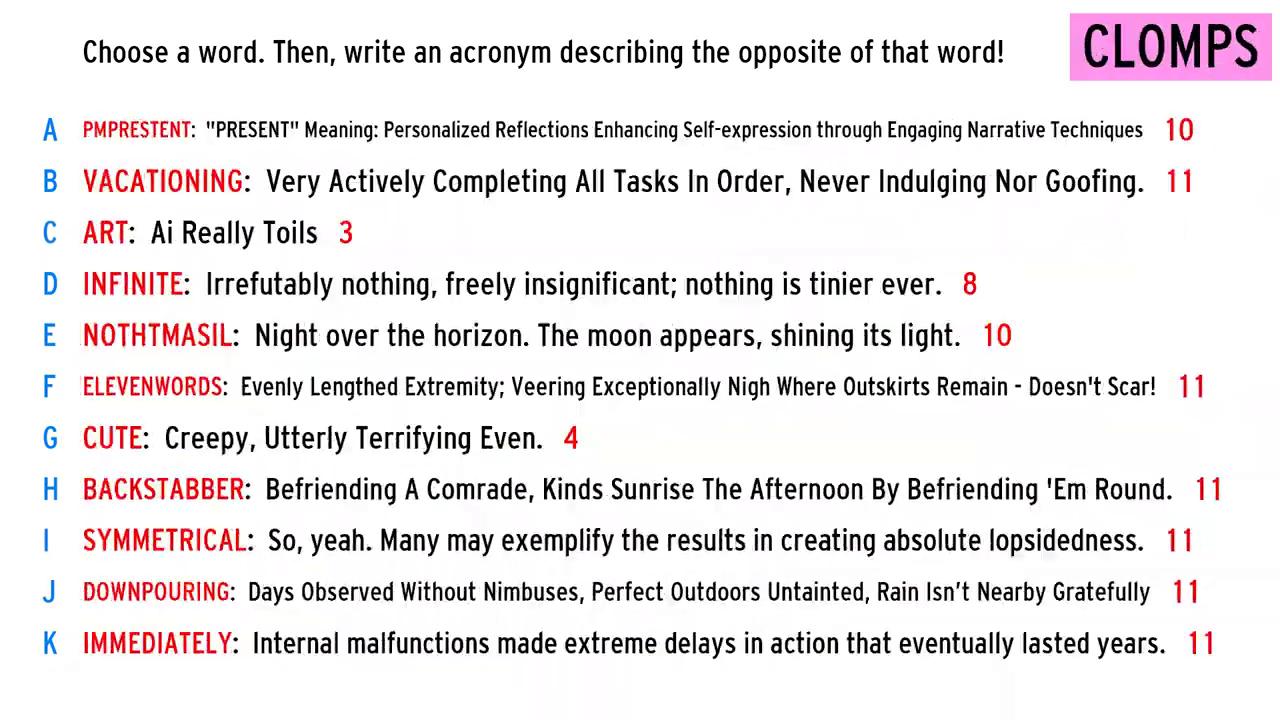 Choose a word. Then, write an acronym describing the opposite of that word!
CLOMPS
A PMPRESTENT: "PRESENT" Meaning: Personalized Reflections Enhancing Self-expression through Engaging Narrative Techniques 10
B VACATIONING: Very Actively Completing All Tasks In Order, Never Indulging Nor Goofing. 11
C ART: Ai Really Toils 3
D INFINITE: Irrefutably nothing, freely insignificant; nothing is tinier ever. 8
E NOTHTMASIL: Night over the horizon. The moon appears, shining its light. 10
F ELEVENWORDS: Evenly Lengthed Extremity; Veering Exceptionally Nigh Where Outskirts Remain - Doesn't Scar! 11
G CUTE: Creepy, Utterly Terrifying Even. 4
H BACKSTABBER: Befriending A Comrade, Kinds Sunrise The Afternoon By Befriending 'Em Round. 11
I SYMMETRICAL: So, yeah. Many may exemplify the results in creating absolute lopsidedness. 11
J DOWNPOURING: Days Observed Without Nimbuses, Perfect Outdoors Untainted, Rain Isn’t Nearby Gratefully 11
K IMMEDIATELY: Internal malfunctions made extreme delays in action that eventually lasted years. 11